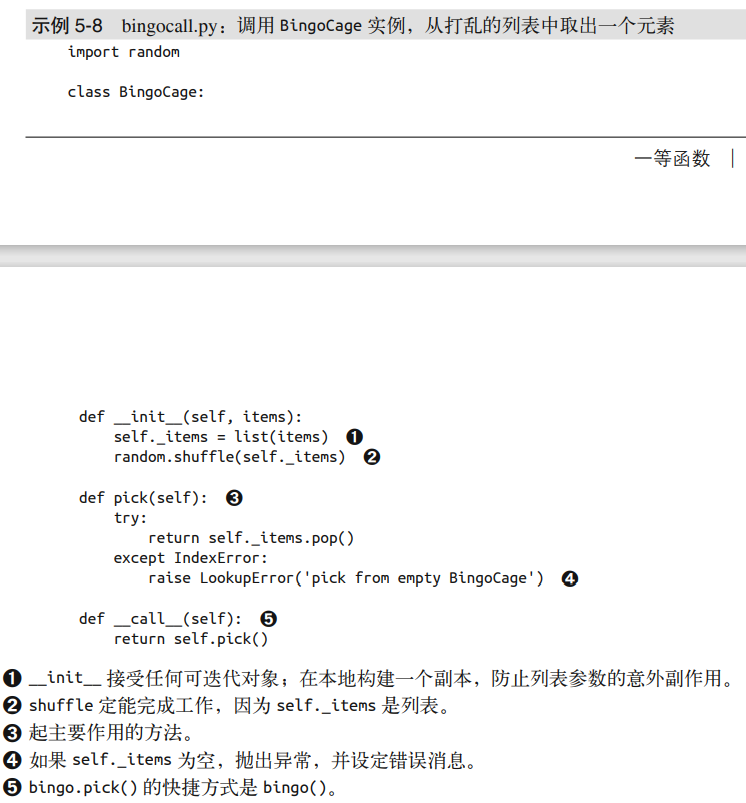 示例 5-8 bingocall.py：调用 BingoCage 实例，从打乱的列表中取出一个元素
import random
class BingoCage:
一等函数 |
def __init__(self, items):
self._items = list(items) ❶
random.shuffle(self._items) ❷
def pick(self): ❸
try:
return self._items.pop()
except IndexError:
raise LookupError('pick from empty BingoCage') ❹
def __call__(self): ❺
return self.pick()
❶ __init__ 接受任何可迭代对象；在本地构建一个副本，防止列表参数的意外副作用。
❷ shuffle 定能完成工作，因为 self._items 是列表。
❸ 起主要作用的方法。
❹ 如果 self._items 为空，抛出异常，并设定错误消息。
❺ bingo.pick() 的快捷方式是 bingo()。